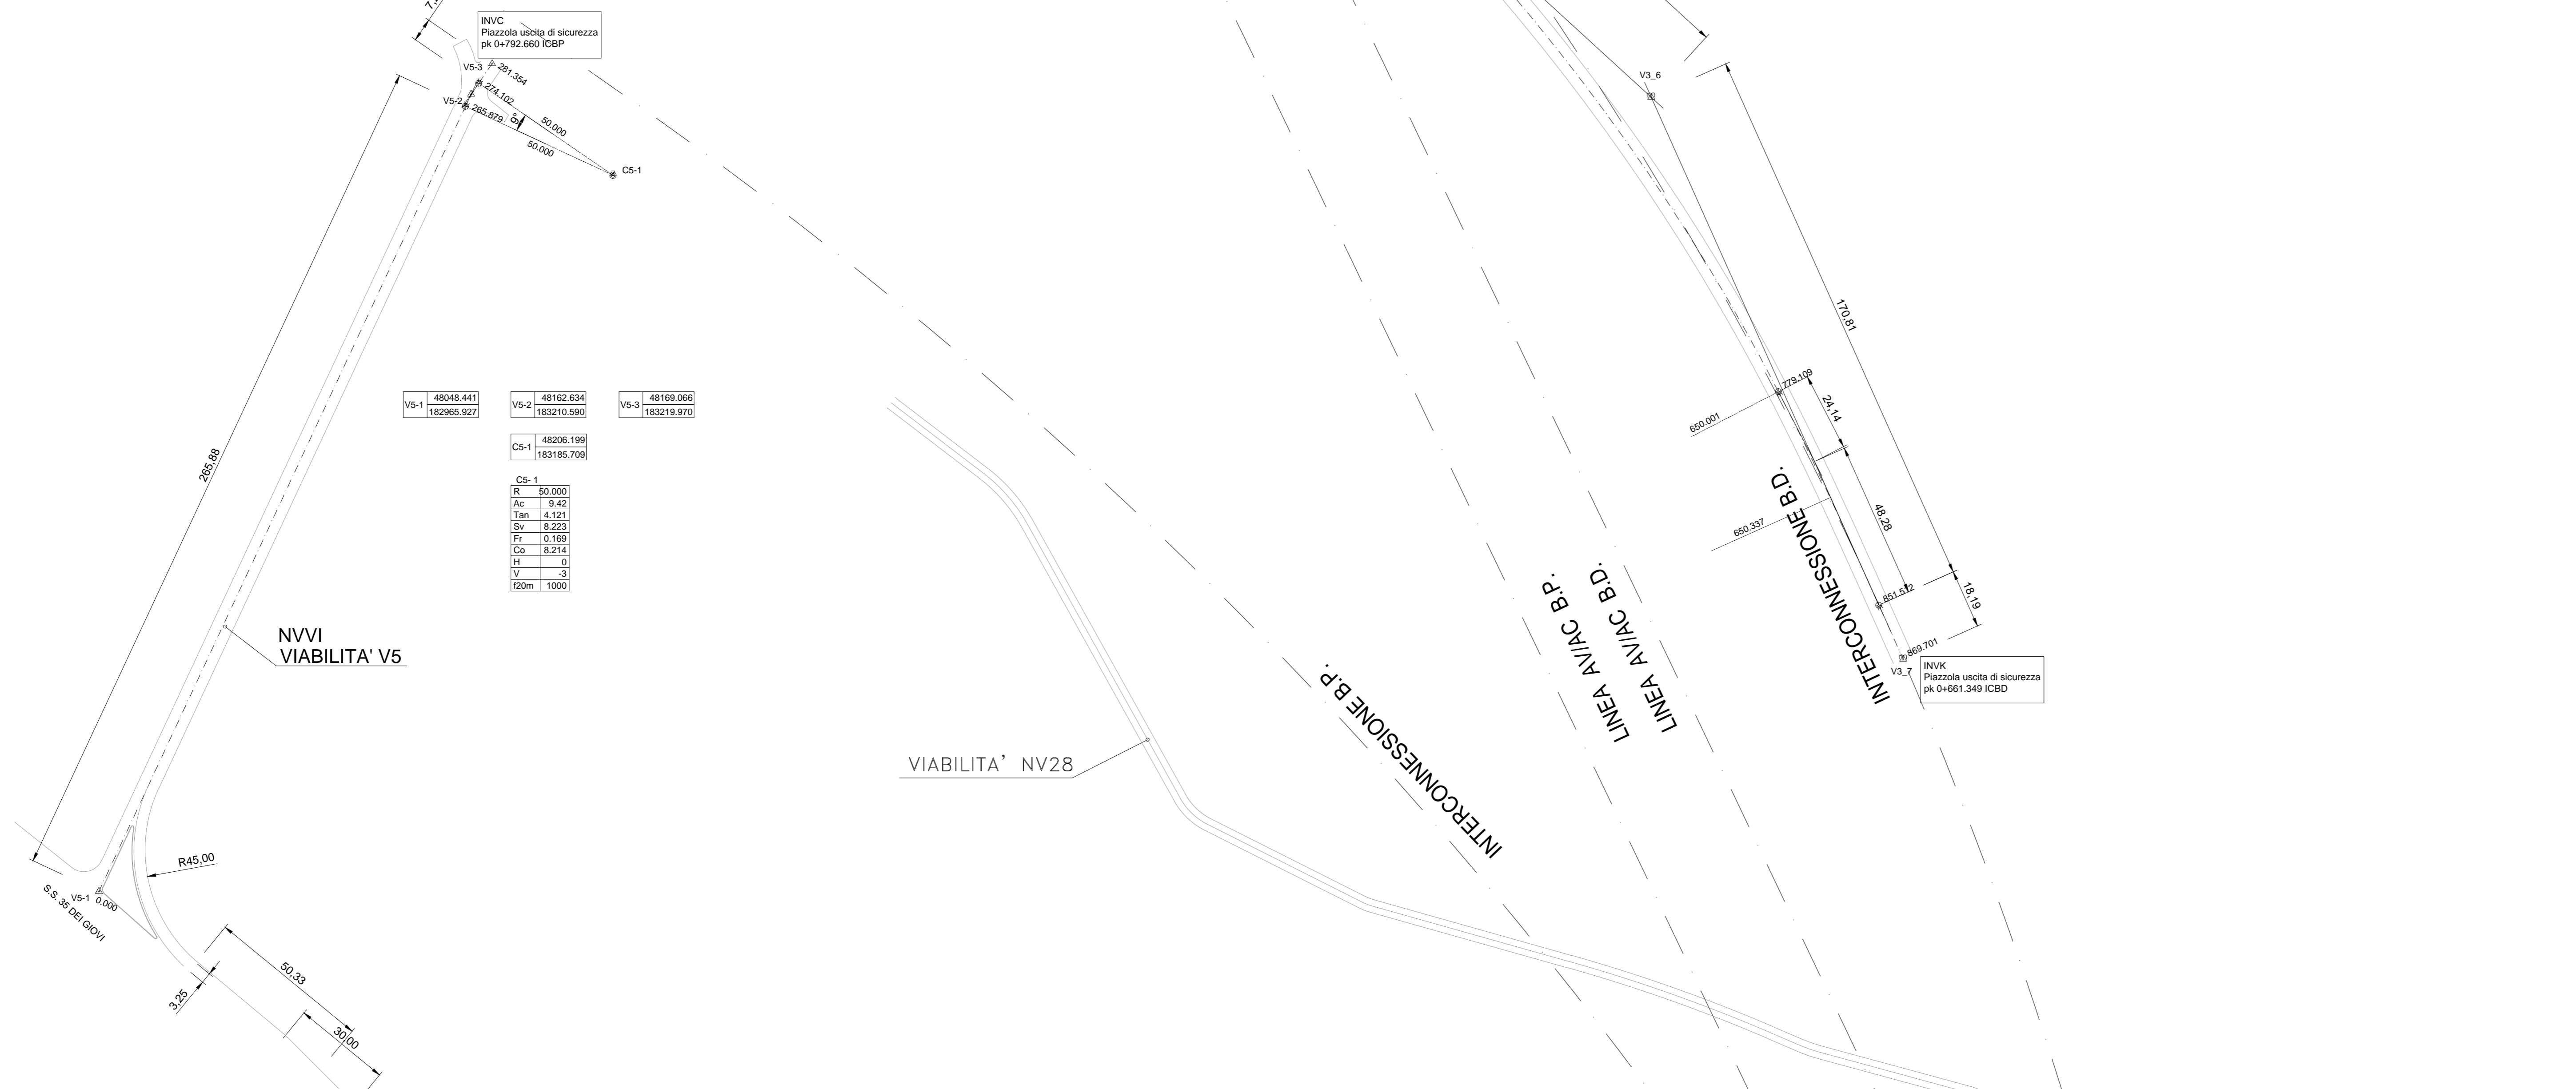 INVC
Piazzola uscita di sicurezza
pk 0+792.660 ICBP
V5-3
281.354
274.102
V5-2
265.879
9°
50.000
50.000
C5-1
265,88
V5-1
48048.441
182965.927
V5-2
48162.634
183210.590
V5-3
48169.066
183219.970
C5-1
48206.199
183185.709
C5- 1
R 50.000
Ac 9.42
Tan 4.121
Sv 8.223
Fr 0.169
Co 8.214
H 0
V -3
f20m 1000
NVVI
VIABILITA' V5
R45,00
V5-1 0.000
S.S. 35 DEI GIOVI
50,33
3,25
30,00
VIABILITA' NV28
INTERCONNESSIONE B.P.
LINEA AV/AC B.P.
LINEA AV/AC B.D.
INTERCONNESSIONE B.D.
V3_6
170,81
779.109
24,14
650.001
48,28
650.337
851.512
18,19
869.701
V3_7
INVK
Piazzola uscita di sicurezza
pk 0+661.349 ICBD